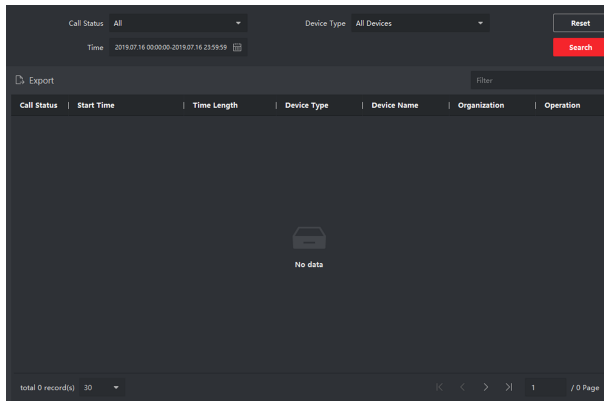 Call Status All Device Type All Devices Reset
Time 2019.07.16 00:00:00-2019.07.16 23:59:59 Search
Export Filter
Call Status | Start Time | Time Length | Device Type | Device Name | Organization | Operation
No data
total 0 record(s) 30 1 / 0 Page